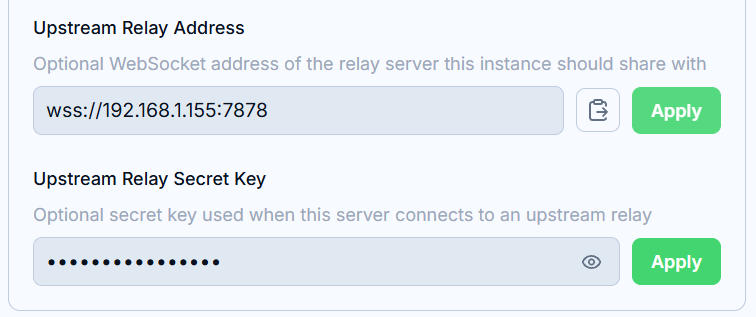 Upstream Relay Address
Optional WebSocket address of the relay server this instance should share with
wss://192.168.1.155:7878
Apply
Upstream Relay Secret Key
Optional secret key used when this server connects to an upstream relay
••••••••••••••••
Apply